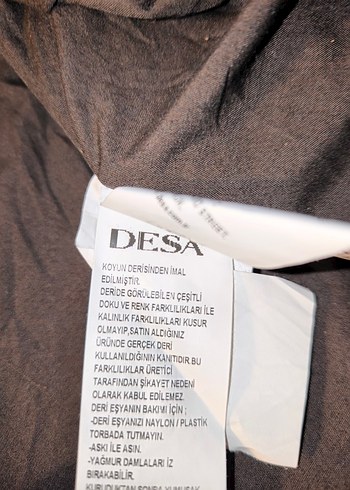 DESA
KOYUN DERİSİNDEN İMAL
EDİLMİŞTİR.
DERİDE GÖRÜLEBİLEN ÇEŞİTLİ
DOKU VE RENK FARKLILIKLARI İLE
KALINLIK FARKLILIKLARI KUSUR
OLMAYIP,SATIN ALDIĞINIZ
ÜRÜNDE GERÇEK DERİ
KULLANILDIĞININ KANITIDIR.BU
FARKLILIKLAR ÜRETİCİ
TARAFINDAN ŞİKAYET NEDENİ
OLARAK KABUL EDİLEMEZ.
DERİ EŞYANIN BAKIMI İÇİN ;
-DERİ EŞYANIZI NAYLON / PLASTİK
TORBADA TUTMAYIN.
-ASKI İLE ASIN.
-YAĞMUR DAMLALARI İZ
BIRAKABİLİR.
KURUDUKTAN SONRA YUMUŞAK